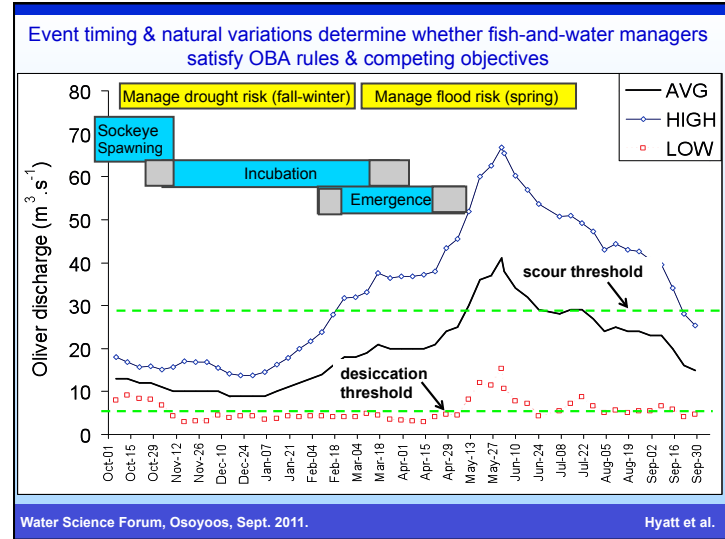 Event timing & natural variations determine whether fish-and-water managers
satisfy OBA rules & competing objectives
Manage drought risk (fall-winter)
Manage flood risk (spring)
AVG
HIGH
LOW
Sockeye
Spawning
Incubation
Emergence
scour threshold
desiccation
threshold
Oliver discharge (m³.s⁻¹)
80
70
60
50
40
30
20
10
0
Oct-01
Oct-15
Oct-29
Nov-12
Nov-26
Dec-10
Dec-24
Jan-07
Jan-21
Feb-04
Feb-18
Mar-04
Mar-18
Apr-01
Apr-15
Apr-29
May-13
May-27
Jun-10
Jun-24
Jul-08
Jul-22
Aug-05
Aug-19
Sep-02
Sep-16
Sep-30
Water Science Forum, Osoyoos, Sept. 2011.
Hyatt et al.